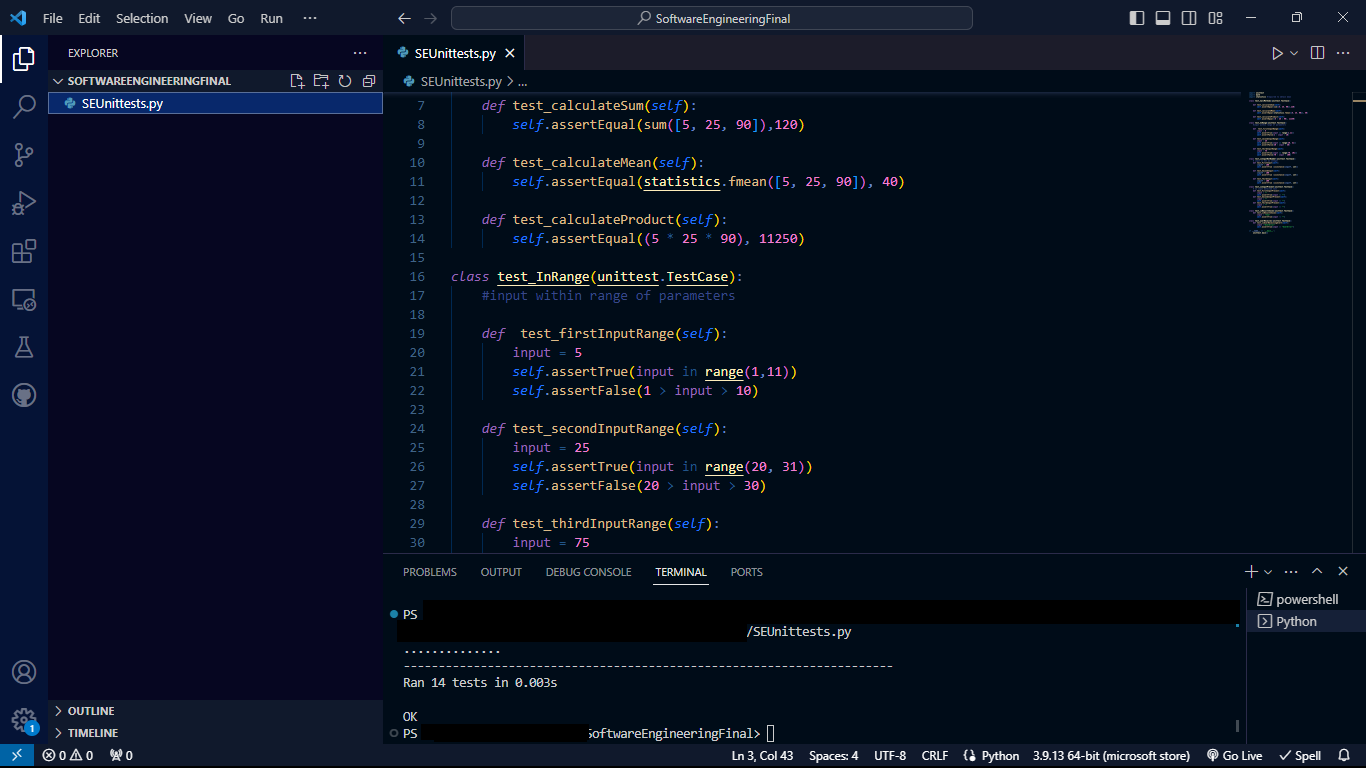 File Edit Selection View Go Run ··· SoftwareEngineeringFinal
EXPLORER ···
SOFTWAREENGINEERINGFINAL
SEUnittests.py
OUTLINE
TIMELINE
SEUnittests.py
SEUnittests.py > ...
7 def test_calculateSum(self):
8 self.assertEqual(sum([5, 25, 90]),120)
9
10 def test_calculateMean(self):
11 self.assertEqual(statistics.fmean([5, 25, 90]), 40)
12
13 def test_calculateProduct(self):
14 self.assertEqual((5 * 25 * 90), 11250)
15
16 class test_InRange(unittest.TestCase):
17 #input within range of parameters
18
19 def  test_firstInputRange(self):
20 input = 5
21 self.assertTrue(input in range(1,11))
22 self.assertFalse(1 > input > 10)
23
24 def test_secondInputRange(self):
25 input = 25
26 self.assertTrue(input in range(20, 31))
27 self.assertFalse(20 > input > 30)
28
29 def test_thirdInputRange(self):
30 input = 75
PROBLEMS OUTPUT DEBUG CONSOLE TERMINAL PORTS
PS
/SEUnittests.py
..............
----------------------------------------------------------------------
Ran 14 tests in 0.003s
OK
PS SoftwareEngineeringFinal>
powershell
Python
1
0 0 0 Ln 3, Col 43 Spaces: 4 UTF-8 CRLF Python 3.9.13 64-bit (microsoft store) Go Live Spell